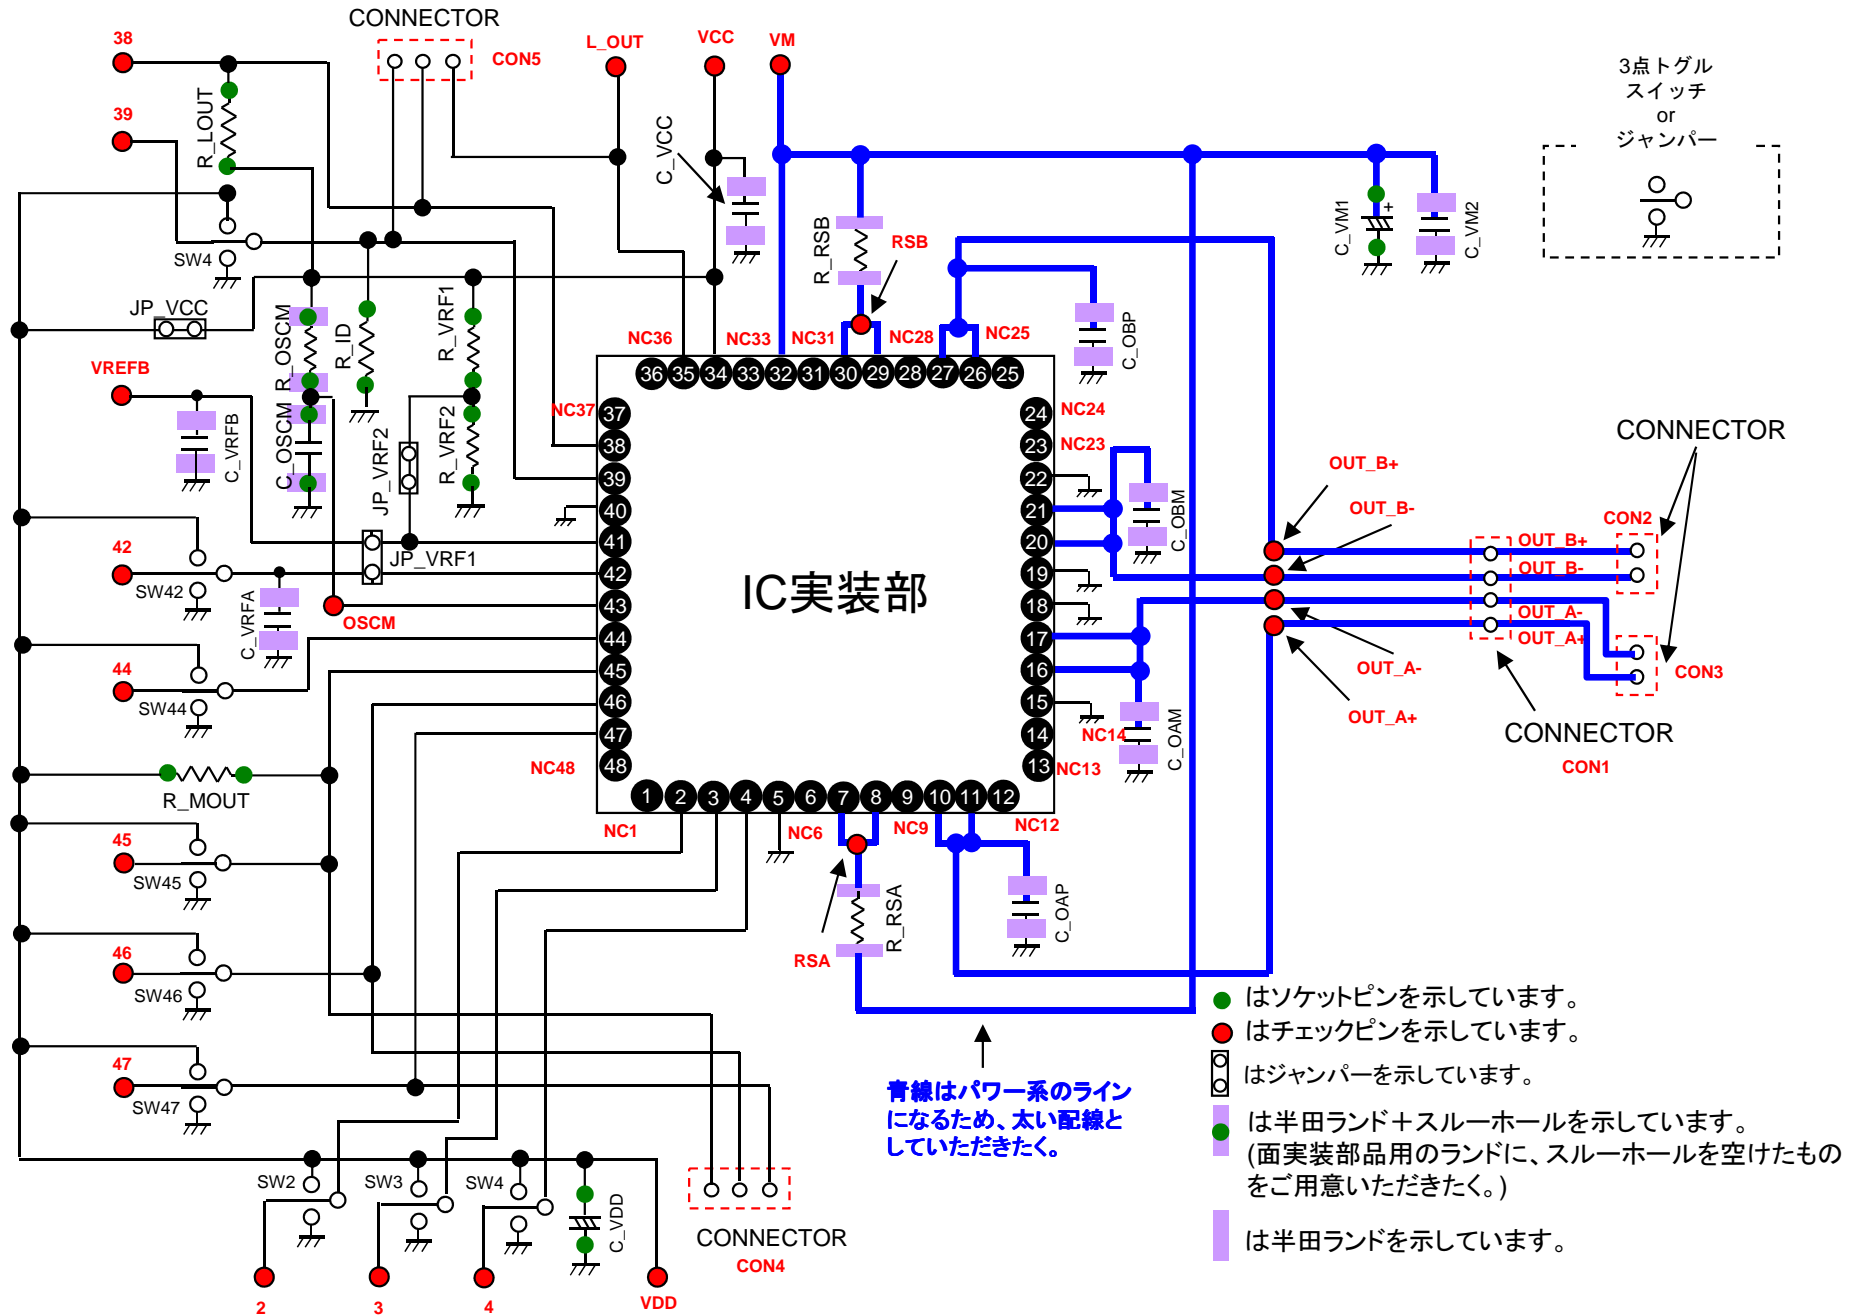 CONNECTOR
38
CON5
L_OUT
VCC
VM
3点トグル
スイッチ
or
ジャンパー
39
R_LOUT
C_VCC
R_RSB
RSB
C_VM1
+
C_VM2
SW4
JP_VCC
R_OSCM
R_ID
R_VRF1
NC36
NC33
NC31
NC28
NC25
C_OBP
VREFB
36
35
34
33
32
31
30
29
28
27
26
25
C_VRFB
C_OSCM
JP_VRF2
R_VRF2
NC37
37
38
39
40
41
42
43
44
45
46
47
48
24
NC24
23
NC23
22
21
20
19
18
17
16
15
14
NC14
13
NC13
C_OBM
C_OAM
IC実装部
CONNECTOR
OUT_B+
OUT_B-
CON2
OUT_B+
OUT_B-
OUT_A-
OUT_A+
OUT_A-
OUT_A+
CON3
CONNECTOR
CON1
42
SW42
JP_VRF1
C_VRFA
OSCM
44
SW44
NC48
R_MOUT
1
2
3
4
5
6
7
8
9
10
11
12
NC1
NC6
NC9
NC12
45
SW45
R_RSA
RSA
C_OAP
46
SW46
47
SW47
はソケットピンを示しています。
はチェックピンを示しています。
はジャンパーを示しています。
は半田ランド＋スルーホールを示しています。
(面実装部品用のランドに、スルーホールを空けたもの
をご用意いただきたく。)
は半田ランドを示しています。
青線はパワー系のライン
になるため、太い配線と
していただきたく。
SW2
SW3
SW4
C_VDD
CONNECTOR
CON4
2
3
4
VDD